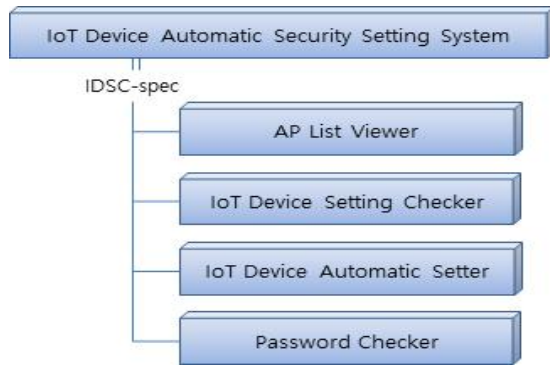 IoT Device Automatic Security Setting System
IDSC-spec
AP List Viewer
IoT Device Setting Checker
IoT Device Automatic Setter
Password Checker